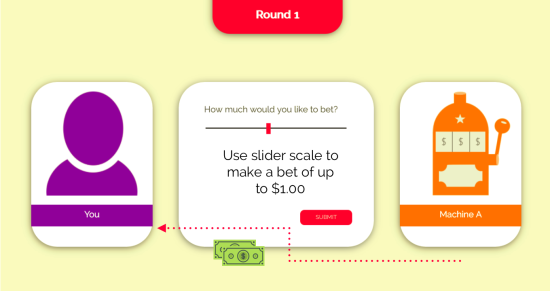 Round 1
How much would you like to bet?
Use slider scale to
make a bet of up
to $1.00
SUBMIT
You
Machine A
$ $ $
$